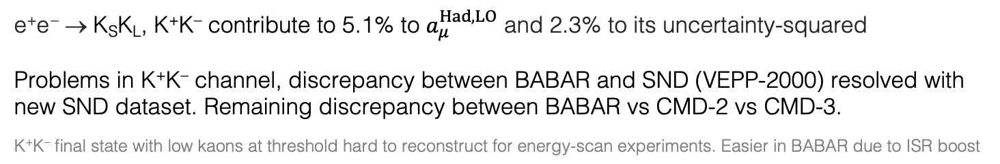 e⁺e⁻ → KₛK_L, K⁺K⁻ contribute to 5.1% to a_μ^Had,LO and 2.3% to its uncertainty-squared
Problems in K⁺K⁻ channel, discrepancy between BABAR and SND (VEPP-2000) resolved with
new SND dataset. Remaining discrepancy between BABAR vs CMD-2 vs CMD-3.
K⁺K⁻ final state with low kaons at threshold hard to reconstruct for energy-scan experiments. Easier in BABAR due to ISR boost